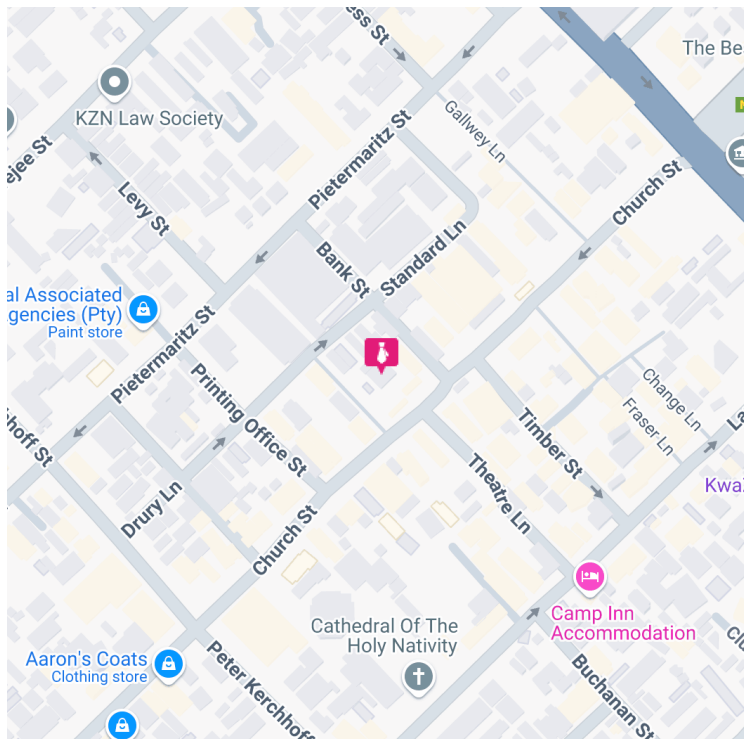 ess St
The Be
KZN Law Society
Gallwey Ln
Pietermaritz St
ejee St
Levy St
Church St
Bank St
Standard Ln
al Associated
gencies (Pty)
Paint store
Pietermaritz St
Printing Office St
Change Ln
Fraser Ln
Timber St
La
hoff St
Theatre Ln
Kwa
Drury Ln
Church St
Camp Inn
Accommodation
Cathedral Of The
Holy Nativity
Aaron's Coats
Clothing store
Peter Kerchhoff
Buchanan St